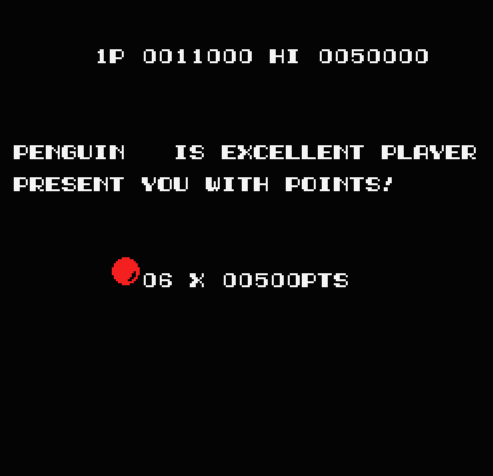 1P 0011000 HI 0050000
PENGUIN IS EXCELLENT PLAYER
PRESENT YOU WITH POINTS!
06 X 00500PTS